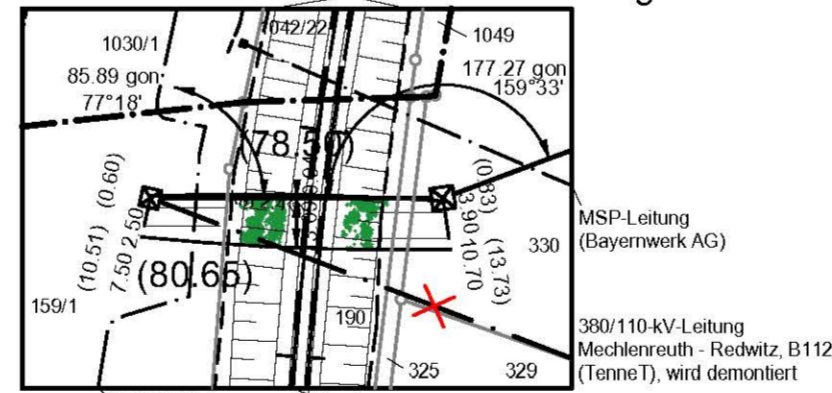 1042/22
1030/1
1049
85.89 gon
77°18'
177.27 gon
159°33'
(78.50)
(0.60)
(10.51)
7.50 2.50
(80.65)
(0.83)
3.90 10.70
(13.73)
330
159/1
190
325
329
MSP-Leitung
(Bayernwerk AG)
380/110-kV-Leitung
Mechlenreuth - Redwitz, B112
(TenneT), wird demontiert